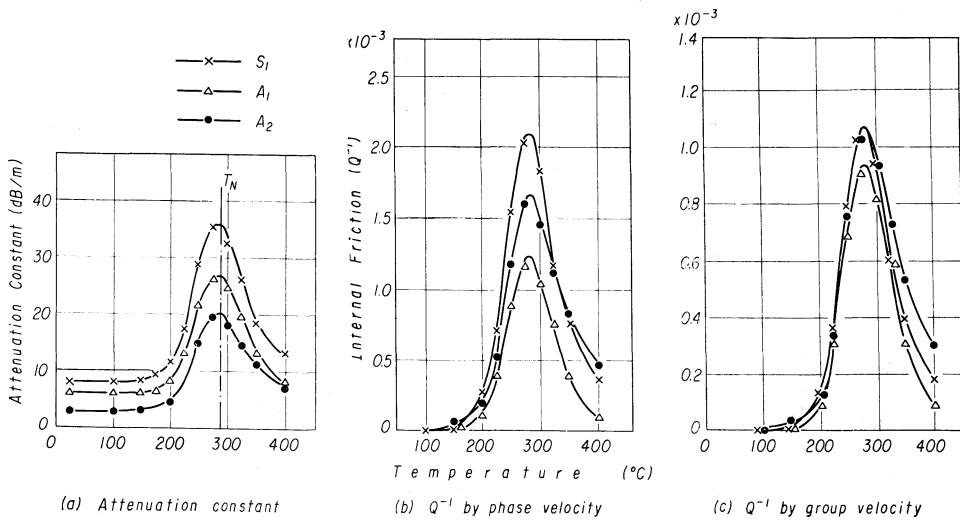 S₁
A₁
A₂
Attenuation Constant (dB/m)
40
30
20
10
0
T_N
0 100 200 300 400
(a) Attenuation constant
×10⁻³
2.5
2.0
1.5
1.0
0.5
0
Internal Friction (Q⁻¹)
100 200 300 400
Temperature (°C)
(b) Q⁻¹ by phase velocity
×10⁻³
1.4
1.2
1.0
0.8
0.6
0.4
0.2
0
0 100 200 300 400
(c) Q⁻¹ by group velocity